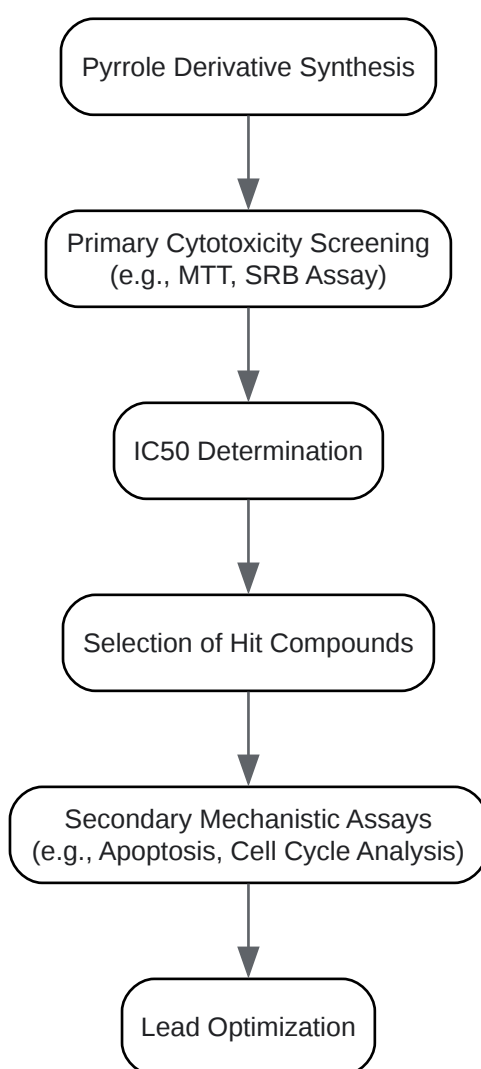 Pyrrole Derivative Synthesis
Primary Cytotoxicity Screening
(e.g., MTT, SRB Assay)
IC50 Determination
Selection of Hit Compounds
Secondary Mechanistic Assays
(e.g., Apoptosis, Cell Cycle Analysis)
Lead Optimization